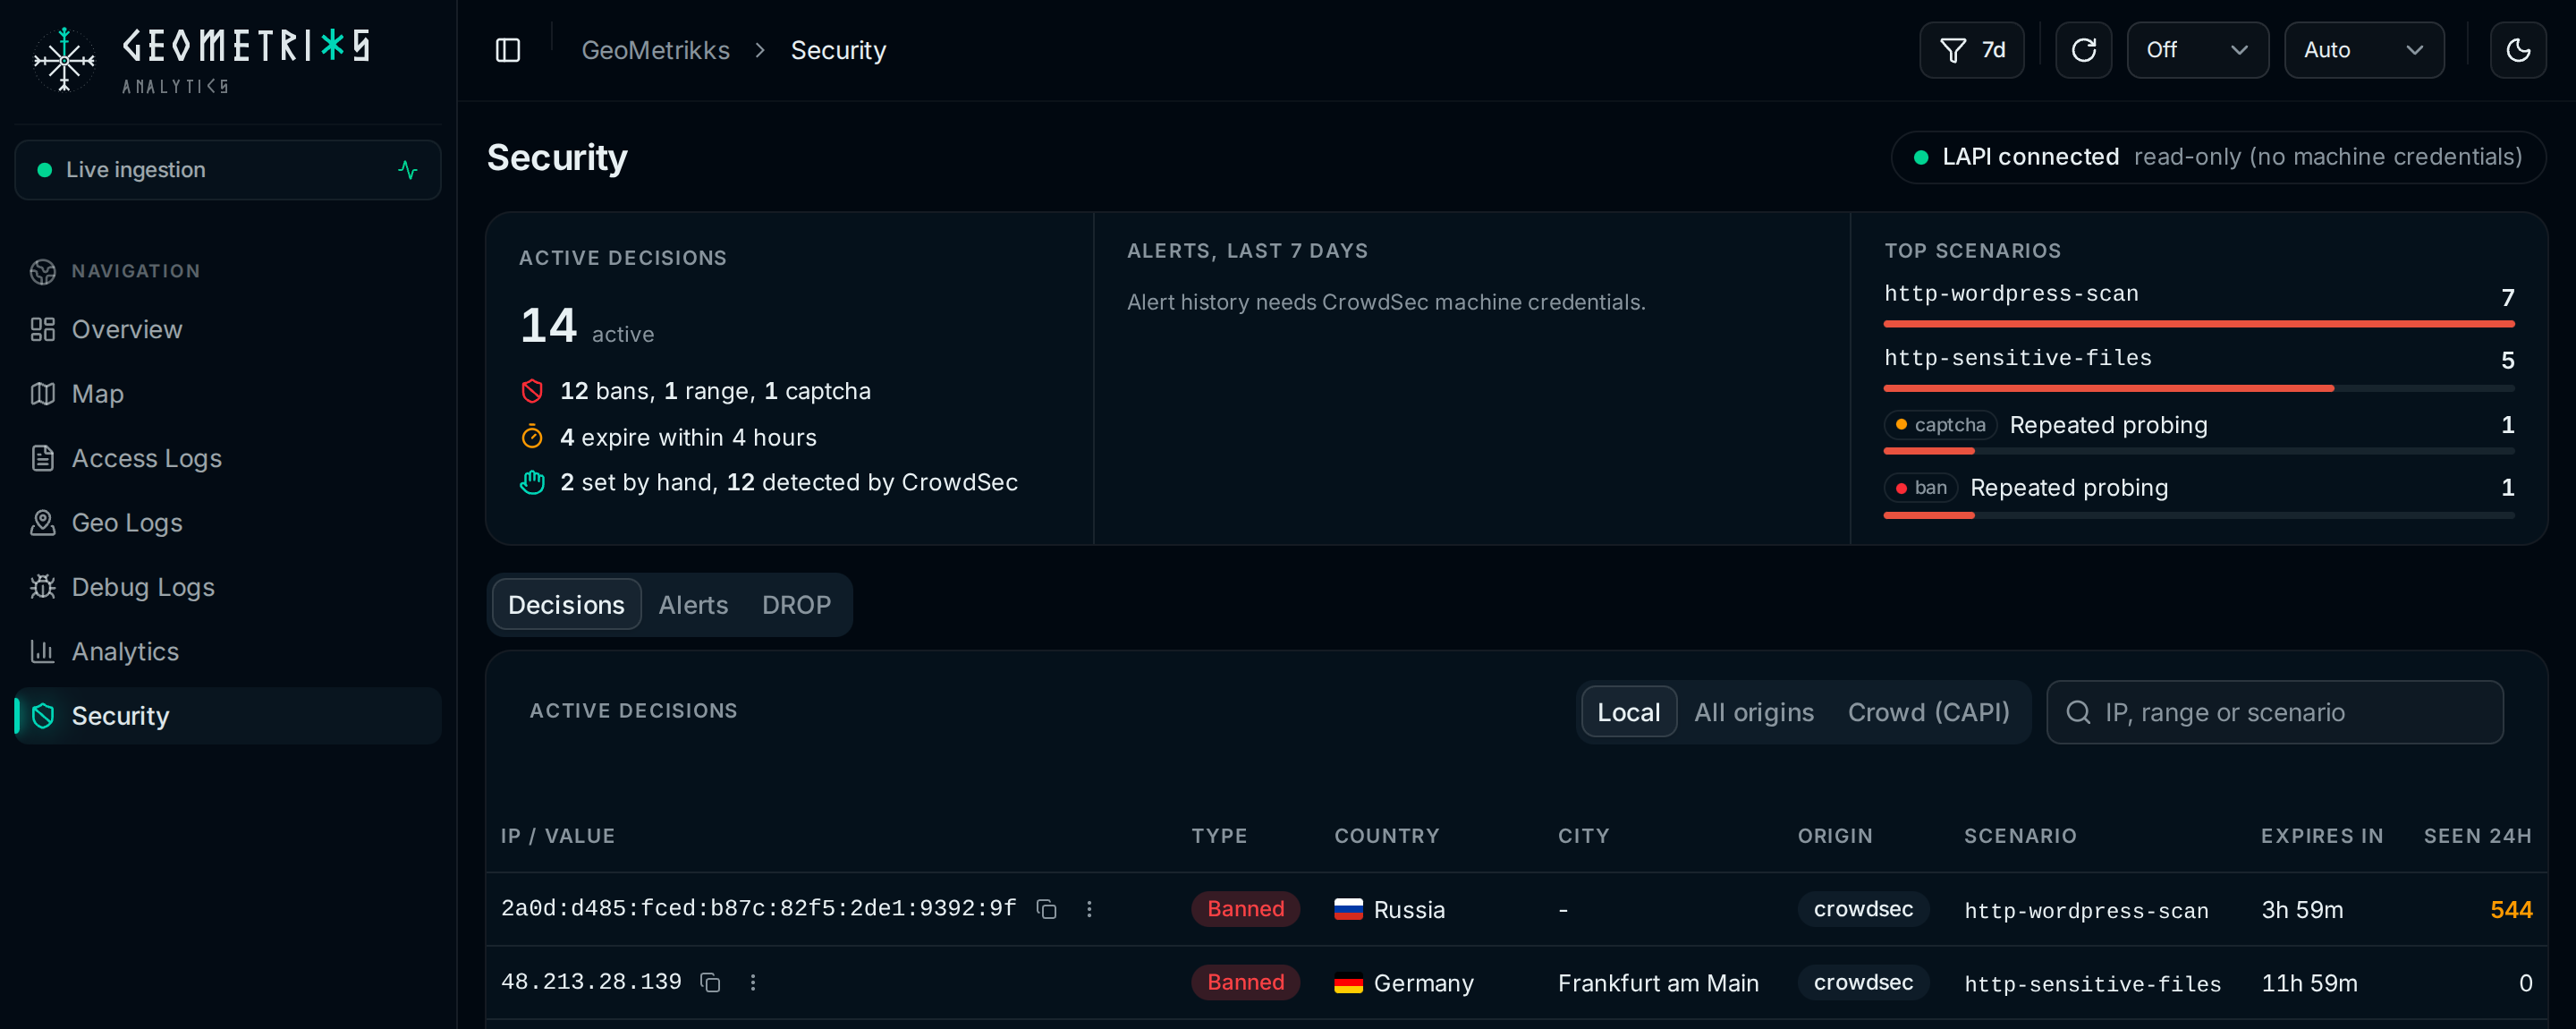 GEOMETRIKS
ANALYTICS
Live ingestion
NAVIGATION
Overview
Map
Access Logs
Geo Logs
Debug Logs
Analytics
Security
GeoMetrikks > Security
7d
Off
Auto
Security
LAPI connected read-only (no machine credentials)
ACTIVE DECISIONS
14 active
12 bans, 1 range, 1 captcha
4 expire within 4 hours
2 set by hand, 12 detected by CrowdSec
ALERTS, LAST 7 DAYS
Alert history needs CrowdSec machine credentials.
TOP SCENARIOS
http-wordpress-scan 7
http-sensitive-files 5
captcha Repeated probing 1
ban Repeated probing 1
Decisions Alerts DROP
ACTIVE DECISIONS
Local All origins Crowd (CAPI)
IP, range or scenario
IP / VALUE TYPE COUNTRY CITY ORIGIN SCENARIO EXPIRES IN SEEN 24H
2a0d:d485:fced:b87c:82f5:2de1:9392:9f Banned Russia - crowdsec http-wordpress-scan 3h 59m 544
48.213.28.139 Banned Germany Frankfurt am Main crowdsec http-sensitive-files 11h 59m 0